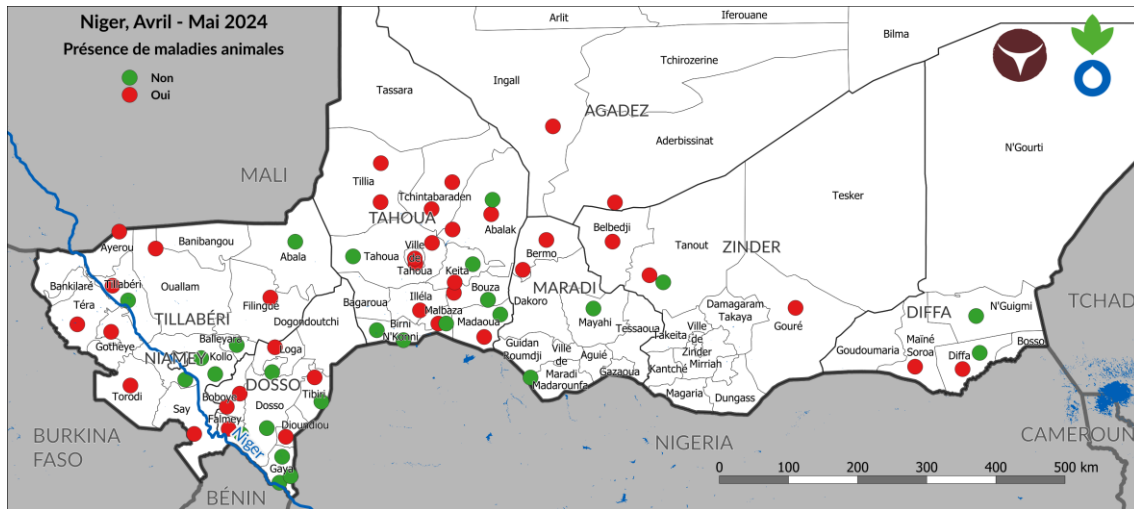 Niger, Avril - Mai 2024
Présence de maladies animales
Non
Oui
Arlit
Iferouane
Bilma
Tchirozerine
Ingall
Tassara
AGADEZ
Aderbissinat
N'Gourti
MALI
Tillia
Tchintabaraden
Tesker
TAHOUA
Abalak
Belbedji
Tanout
ZINDER
Ayerou
Banibangou
Abala
Tahoua
Ville
de
Tahoua
Keita
Bermo
Bankilaré
Tillabéri
Ouallam
Bouza
MARADI
Dakoro
TCHAD
Téra
Filingué
Bagaroua
Illéla
Malbaza
Madaoua
Mayahi
Damagaram
Takaya
Gouré
DIFFA
N'Guigmi
TILLABÉRI
Dogondoutchi
Birni
N'Konni
Tessaoua
Takeita
Ville
de
Zinder
Mirriah
Maïné
Soroa
Diffa
Bosso
Gothèye
Balleyara
NIAMEY
Kollo
Loga
Guidan
Roumdji
Ville
de
Maradi
Madarounfa
Aguié
Gazaoua
Kantché
Goudoumaria
Torodi
DOSSO
Tibiri
Magaria
Dungass
Say
Boboye
Dosso
Falmey
Dioundiou
BURKINA
FASO
Niger
Gaya
NIGERIA
CAMEROUN
BÉNIN
0 100 200 300 400 500 km